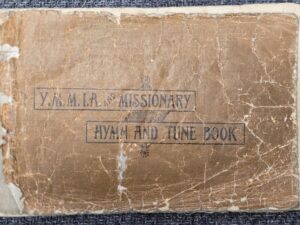 Y. M. M. I. A. AND MISSIONARY
HYMN AND TUNE BOOK